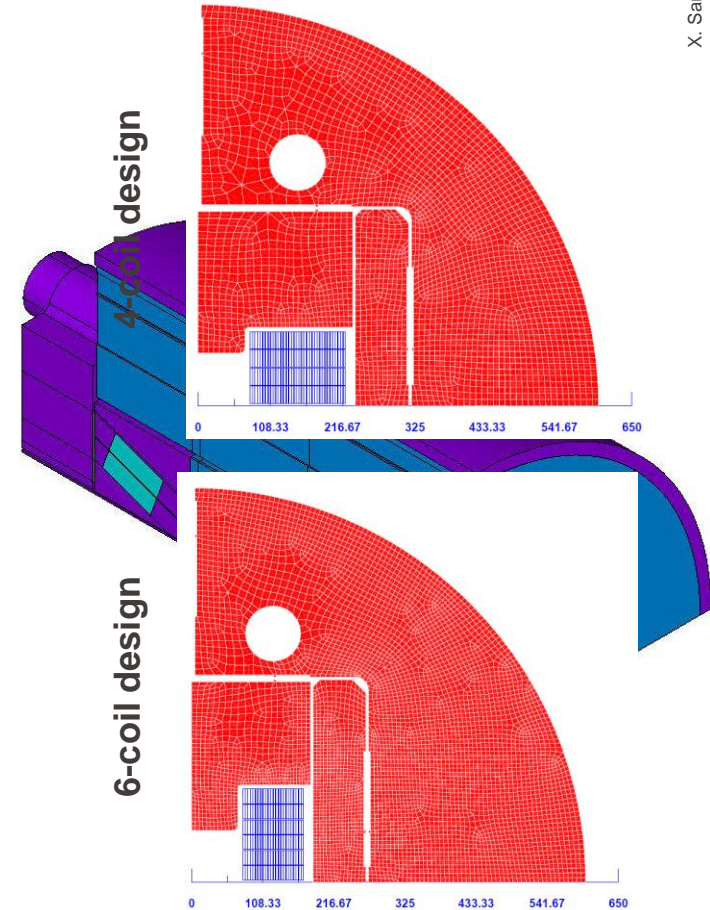 X. Sa
4-coil design
0 108.33 216.67 325 433.33 541.67 650
6-coil design
0 108.33 216.67 325 433.33 541.67 650